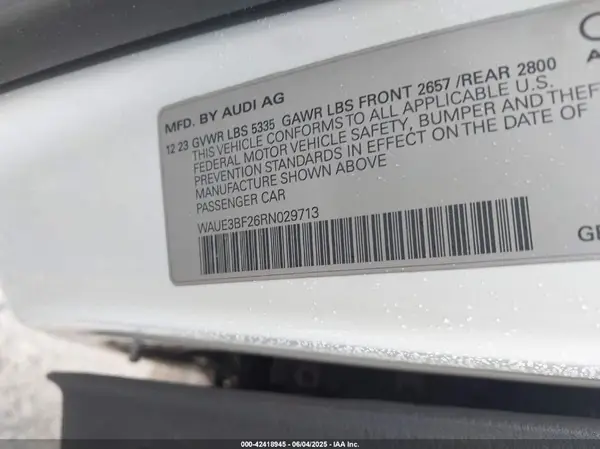 MFD. BY AUDI AG
12 23 GVWR LBS 5335 GAWR LBS FRONT 2657 /REAR 2800
THIS VEHICLE CONFORMS TO ALL APPLICABLE U.S.
FEDERAL MOTOR VEHICLE SAFETY, BUMPER AND THEF
PREVENTION STANDARDS IN EFFECT ON THE DATE OF
MANUFACTURE SHOWN ABOVE
PASSENGER CAR
WAUE3BF26RN029713
000-42418945 - 06/04/2025 - IAA Inc.